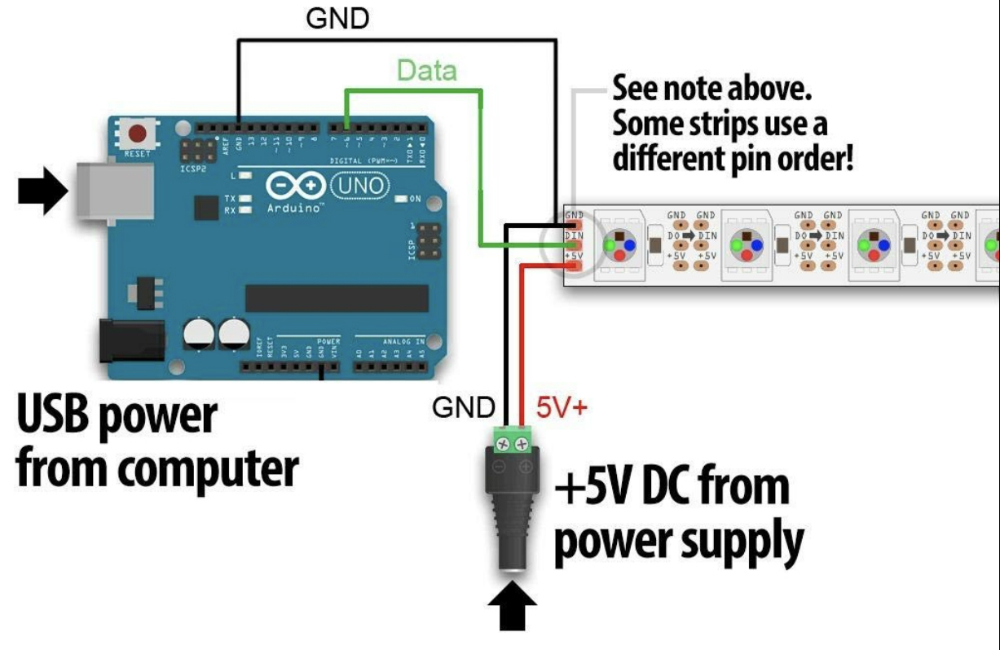 GND
Data
See note above.
Some strips use a
different pin order!
RESET
ICSP2
AREF
GND
13
12
~11
~10
~9
8
7
~6
~5
4
~3
2
TX0▶1
RX0◀0
DIGITAL (PWM~)
L
TX
RX
UNO
Arduino™
ON
1
ICSP
GND
DIN
+5V
GND GND
DO DIN
+5V +5V
GND GND
DO DIN
+5V +5V
GND GND
DO DIN
+5V +5V
IOREF
RESET
3V3
5V
GND
GND
VIN
POWER
ANALOG IN
A0
A1
A2
A3
A4
A5
USB power
from computer
GND
5V+
+5V DC from
power supply